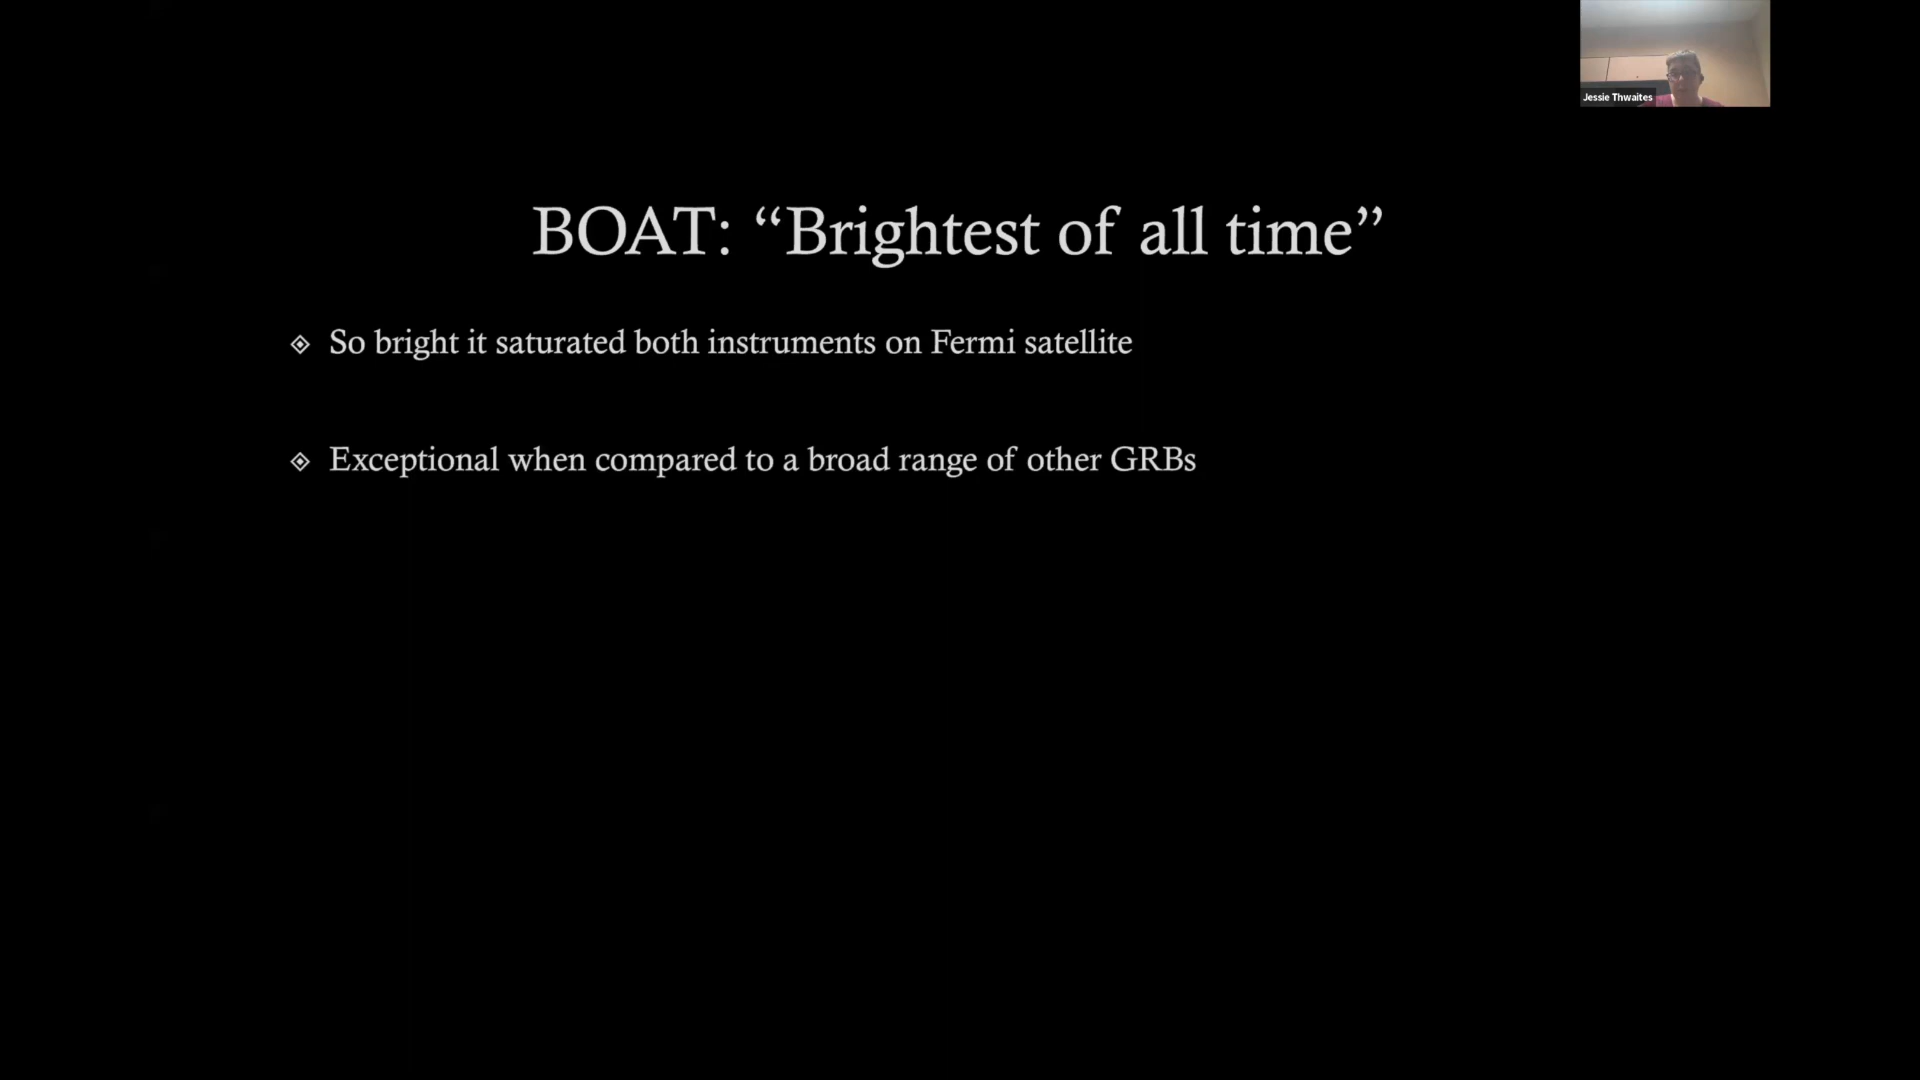 Jessie Thwaites
BOAT: “Brightest of all time”
So bright it saturated both instruments on Fermi satellite
Exceptional when compared to a broad range of other GRBs